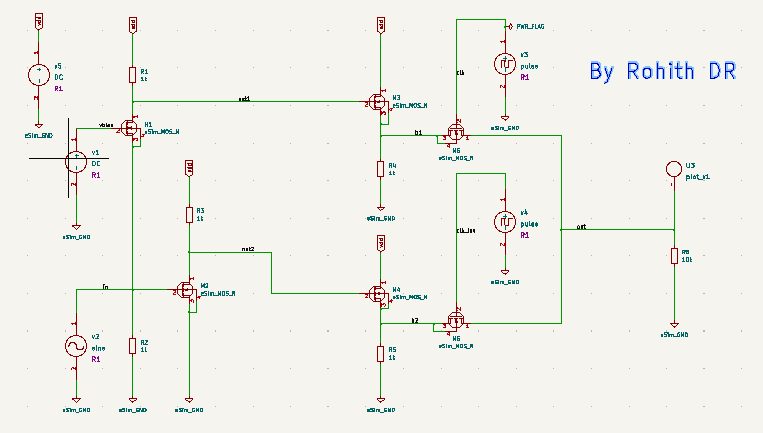 vdd
vdd
vdd
PWR_FLAG
v5
DC
R1
R1
1k
clk
v3
pulse
R1
By Rohith DR
out1
M3
eSim_MOS_N
eSim_GND
vbias
M1
eSim_MOS_N
b1
eSim_GND
v1
DC
R1
M5
eSim_MOS_N
vdd
R4
1k
U3
plot_v1
R3
1k
eSim_GND
v4
pulse
R1
eSim_GND
vdd
clk_inv
out
out2
R6
10k
eSim_GND
in
M2
eSim_MOS_N
M4
eSim_MOS_N
b2
v2
sine
R1
R2
1k
M6
eSim_MOS_N
eSim_GND
R5
1k
eSim_GND
eSim_GND
eSim_GND
eSim_GND